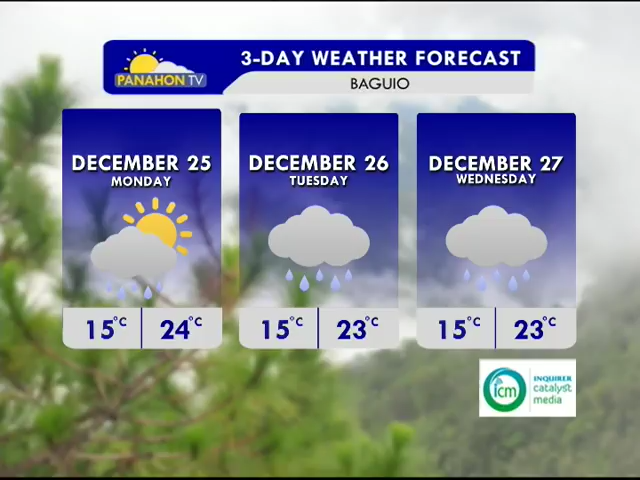 PANAHON TV
3-DAY WEATHER FORECAST
BAGUIO
DECEMBER 25
MONDAY
15°C
24°C
DECEMBER 26
TUESDAY
15°C
23°C
DECEMBER 27
WEDNESDAY
15°C
23°C
icm
INQUIRER
catalyst
media